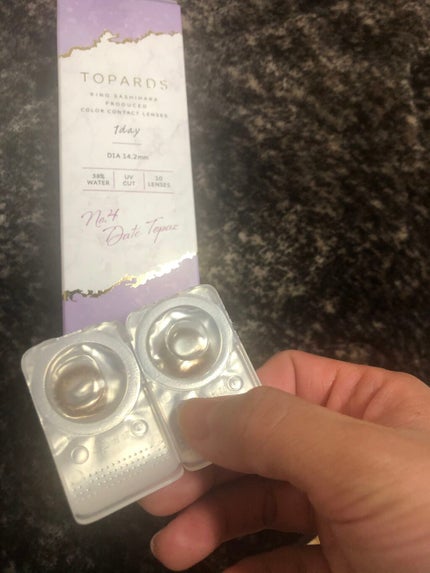 TOPARDS
RINO SASHIHARA
PRODUCED
COLOR CONTACT LENSES
1day
DIA 14.2mm
38%
WATER
UV
CUT
10
LENSES
No.4
Date Topaz